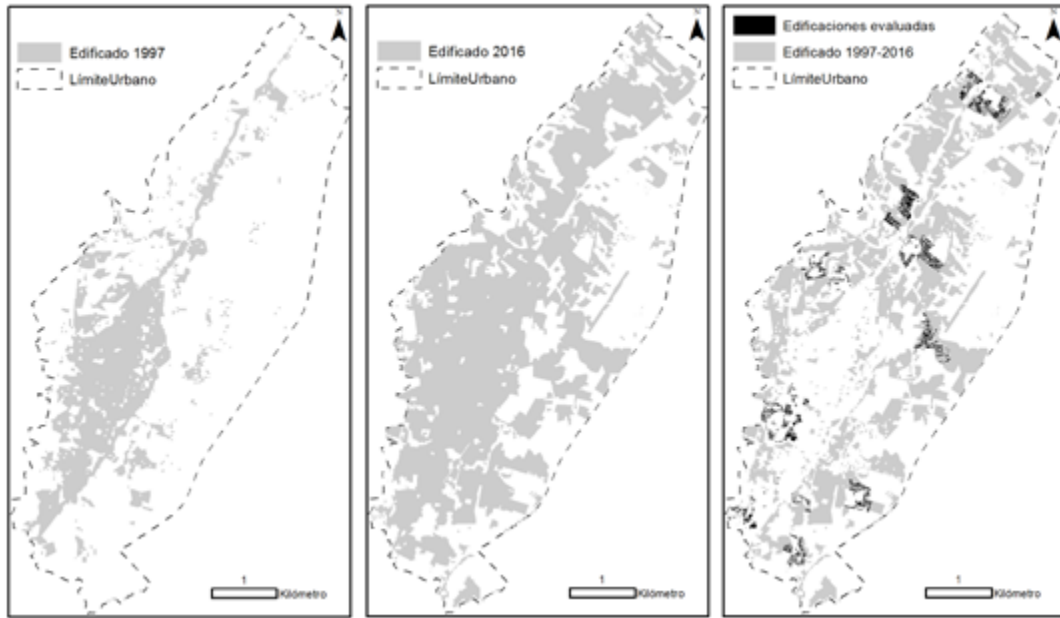 N
Edificado 1997
LímiteUrbano
1
Kilómetro
N
Edificado 2016
LímiteUrbano
1
Kilómetro
N
Edificaciones evaluadas
Edificado 1997-2016
LímiteUrbano
1
Kilómetro